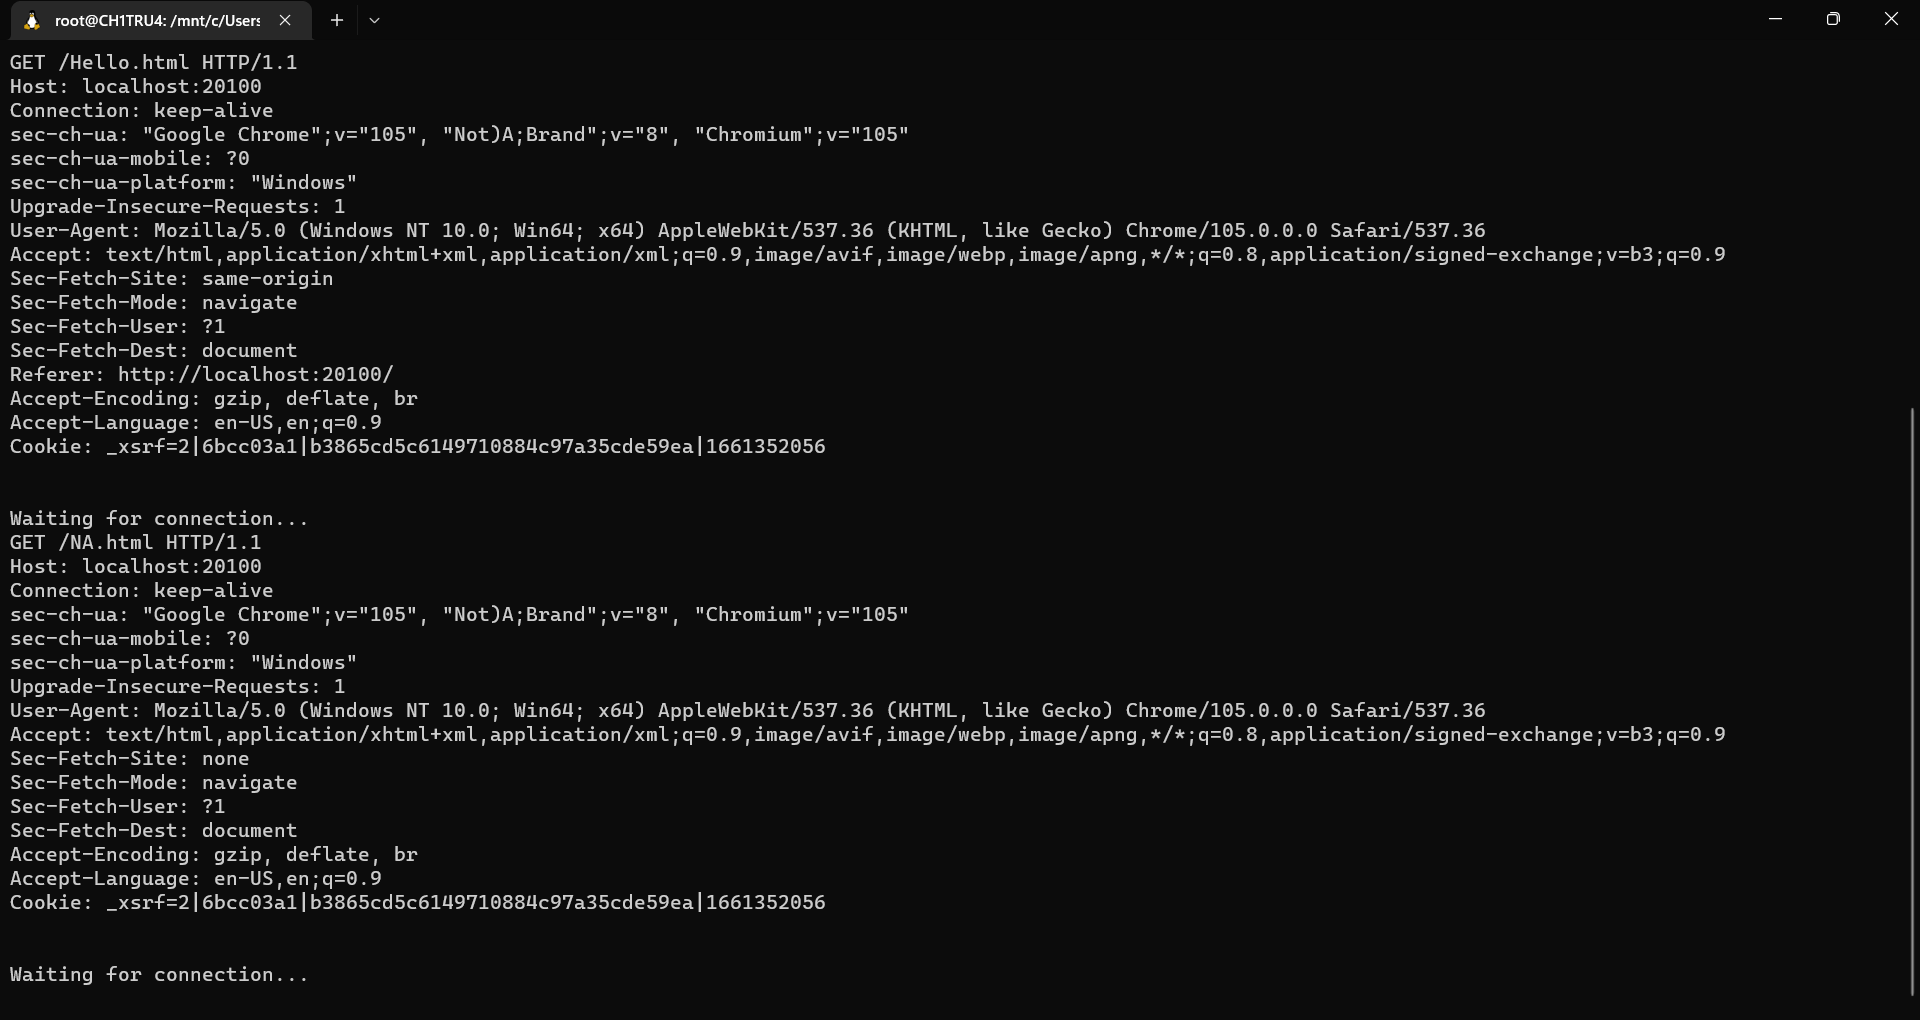 root@CH1TRU4: /mnt/c/Users
GET /Hello.html HTTP/1.1
Host: localhost:20100
Connection: keep-alive
sec-ch-ua: "Google Chrome";v="105", "Not)A;Brand";v="8", "Chromium";v="105"
sec-ch-ua-mobile: ?0
sec-ch-ua-platform: "Windows"
Upgrade-Insecure-Requests: 1
User-Agent: Mozilla/5.0 (Windows NT 10.0; Win64; x64) AppleWebKit/537.36 (KHTML, like Gecko) Chrome/105.0.0.0 Safari/537.36
Accept: text/html,application/xhtml+xml,application/xml;q=0.9,image/avif,image/webp,image/apng,*/*;q=0.8,application/signed-exchange;v=b3;q=0.9
Sec-Fetch-Site: same-origin
Sec-Fetch-Mode: navigate
Sec-Fetch-User: ?1
Sec-Fetch-Dest: document
Referer: http://localhost:20100/
Accept-Encoding: gzip, deflate, br
Accept-Language: en-US,en;q=0.9
Cookie: _xsrf=2|6bcc03a1|b3865cd5c6149710884c97a35cde59ea|1661352056
Waiting for connection...
GET /NA.html HTTP/1.1
Host: localhost:20100
Connection: keep-alive
sec-ch-ua: "Google Chrome";v="105", "Not)A;Brand";v="8", "Chromium";v="105"
sec-ch-ua-mobile: ?0
sec-ch-ua-platform: "Windows"
Upgrade-Insecure-Requests: 1
User-Agent: Mozilla/5.0 (Windows NT 10.0; Win64; x64) AppleWebKit/537.36 (KHTML, like Gecko) Chrome/105.0.0.0 Safari/537.36
Accept: text/html,application/xhtml+xml,application/xml;q=0.9,image/avif,image/webp,image/apng,*/*;q=0.8,application/signed-exchange;v=b3;q=0.9
Sec-Fetch-Site: none
Sec-Fetch-Mode: navigate
Sec-Fetch-User: ?1
Sec-Fetch-Dest: document
Accept-Encoding: gzip, deflate, br
Accept-Language: en-US,en;q=0.9
Cookie: _xsrf=2|6bcc03a1|b3865cd5c6149710884c97a35cde59ea|1661352056
Waiting for connection...